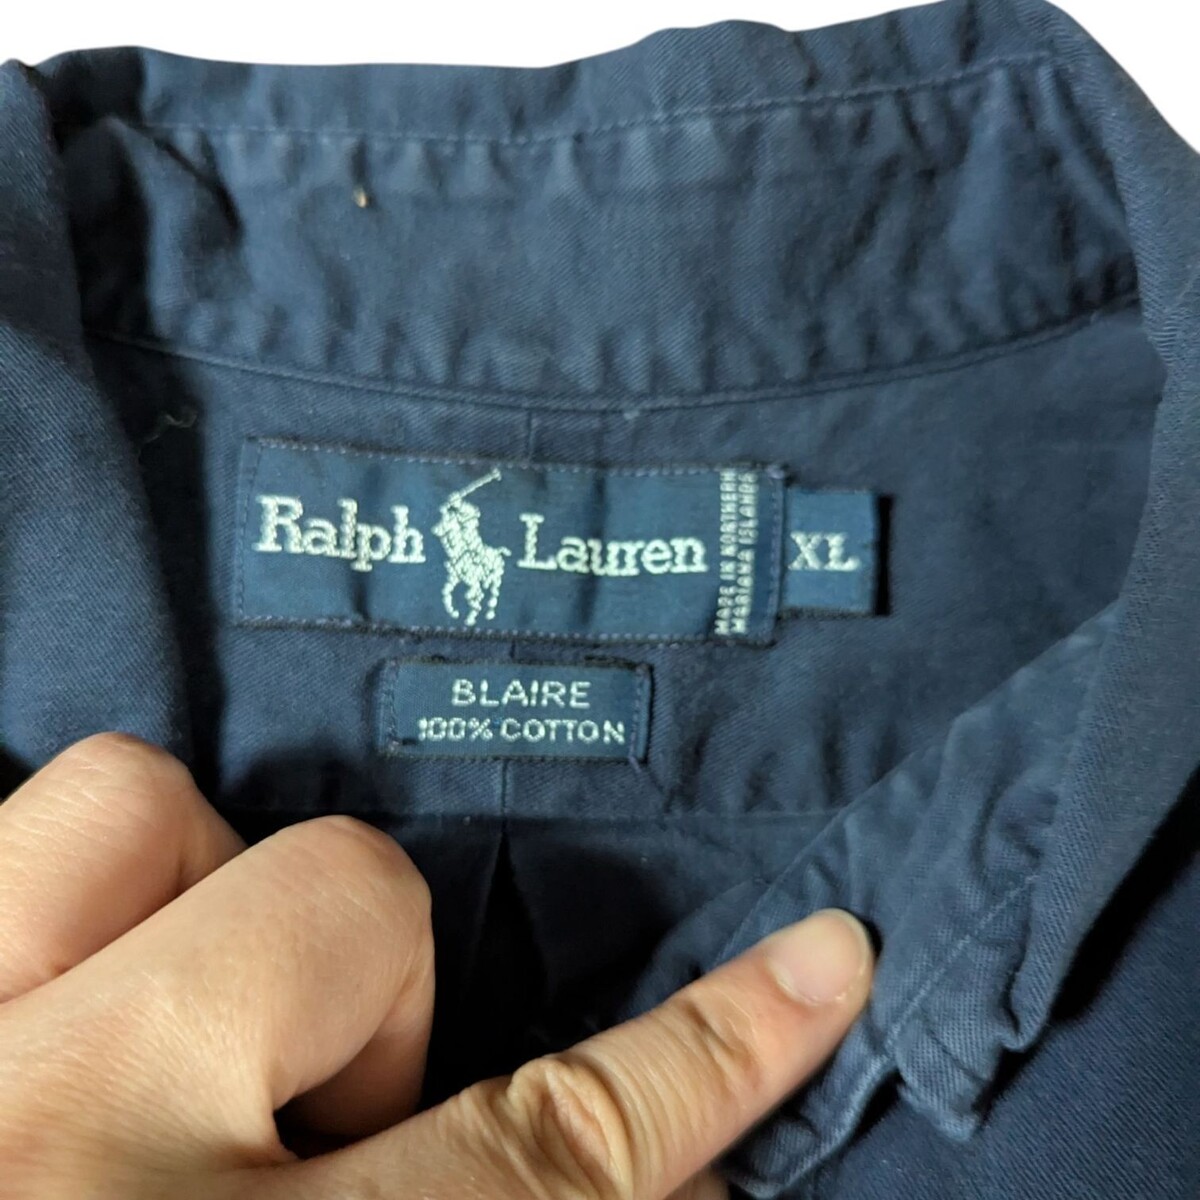 Ralph Lauren
MADE IN NORTHERN
MARIANA ISLANDS
XL
BLAIRE
100% COTTON